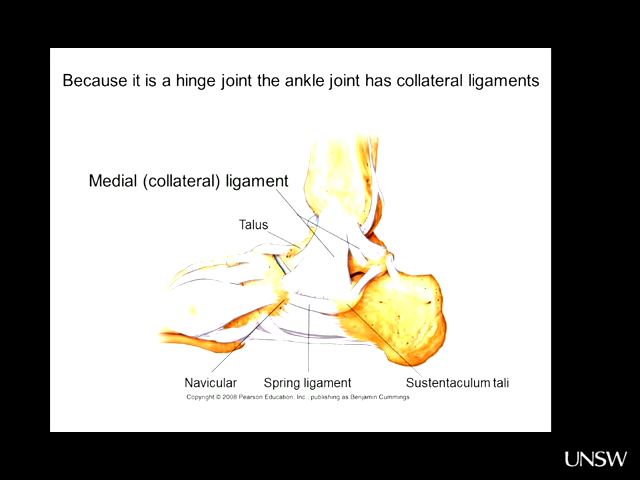 Because it is a hinge joint the ankle joint has collateral ligaments
Medial (collateral) ligament
Talus
Navicular
Spring ligament
Sustentaculum tali
Copyright © 2008 Pearson Education, Inc., publishing as Benjamin Cummings
UNSW